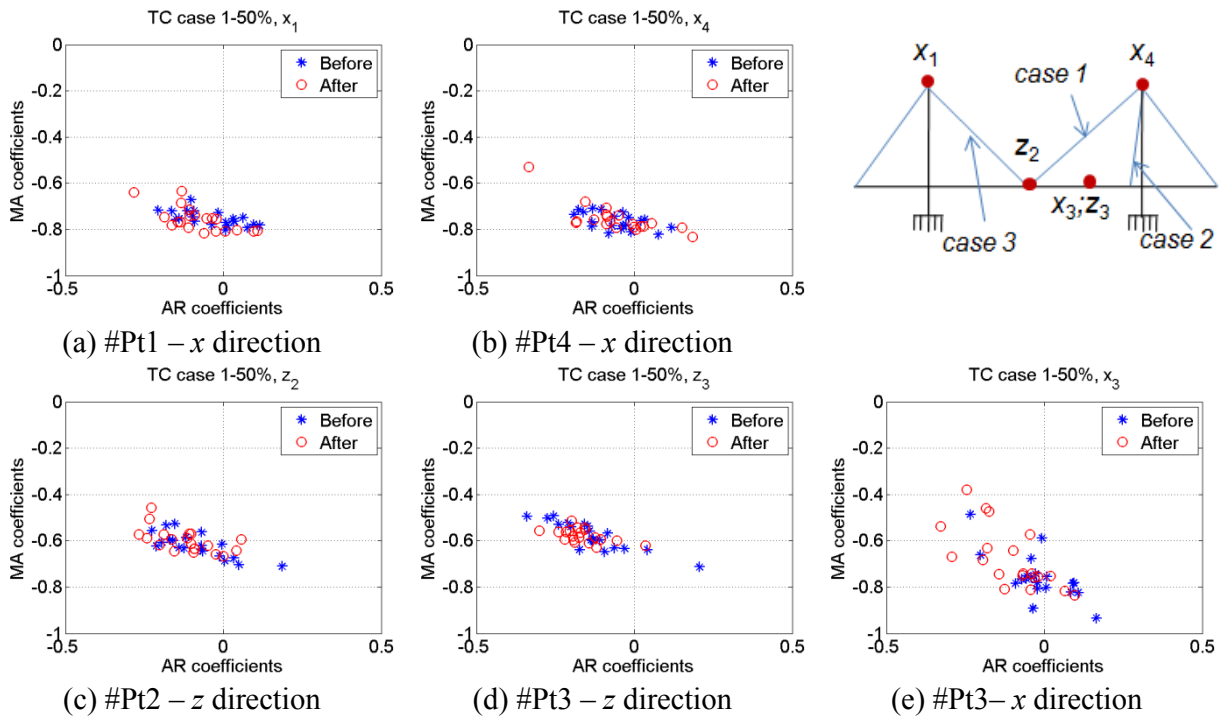 TC case 1-50%, x₁
0
-0.2
-0.4
-0.6
-0.8
-1
-0.5
0
0.5
MA coefficients
AR coefficients
Before
After
(a) #Pt1 – x direction
TC case 1-50%, x₄
0
-0.2
-0.4
-0.6
-0.8
-1
-0.5
0
0.5
MA coefficients
AR coefficients
Before
After
(b) #Pt4 – x direction
x₁
x₄
case 1
z₂
x₃;z₃
case 3
case 2
TC case 1-50%, z₂
0
-0.2
-0.4
-0.6
-0.8
-1
-0.5
0
0.5
MA coefficients
AR coefficients
Before
After
(c) #Pt2 – z direction
TC case 1-50%, z₃
0
-0.2
-0.4
-0.6
-0.8
-1
-0.5
0
0.5
MA coefficients
AR coefficients
Before
After
(d) #Pt3 – z direction
TC case 1-50%, x₃
0
-0.2
-0.4
-0.6
-0.8
-1
-0.5
0
0.5
MA coefficients
AR coefficients
Before
After
(e) #Pt3– x direction